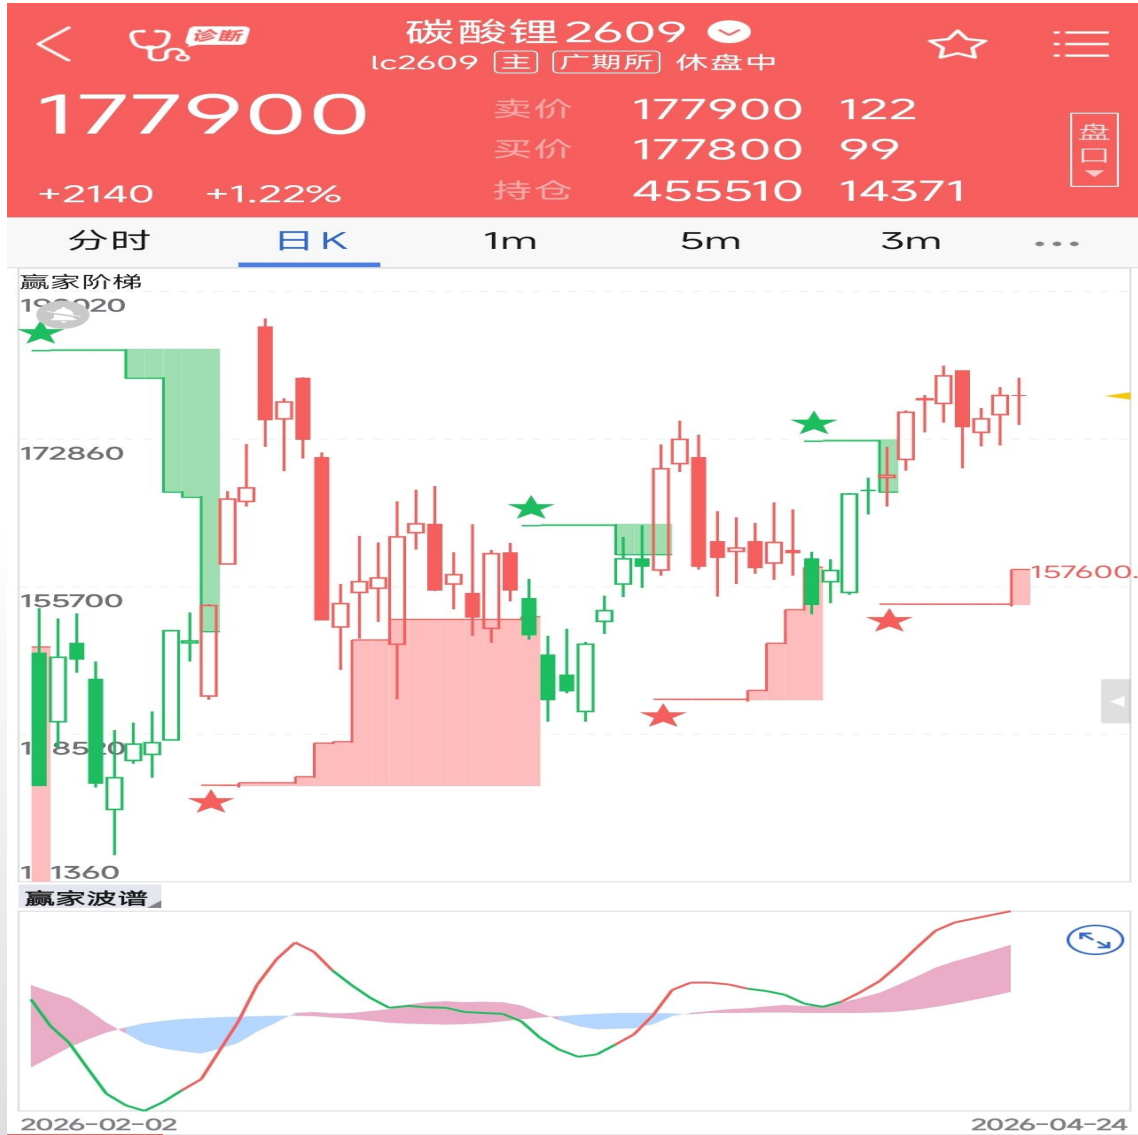 诊断
碳酸锂2609
lc2609 主 广期所 休盘中
177900
卖价 177900 122
买价 177800 99
盘口
+2140 +1.22% 持仓 455510 14371
分时 日K 1m 5m 3m
赢家阶梯
172860
157600.
155700
赢家波谱
2026-02-02 2026-04-24